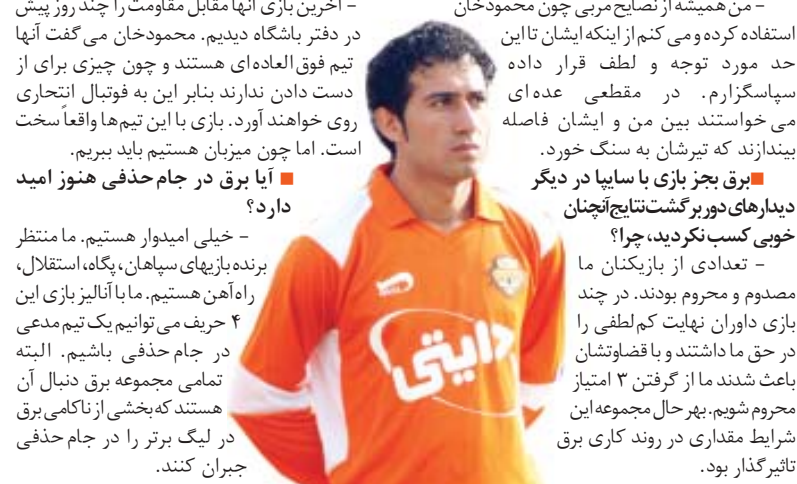 - من همیشه از نصایح مربی چون محمودخان
استفاده کرده و می کنم از اینکه ایشان تا این
حد مورد توجه و لطف قرار داده
سپاسگزارم. در مقطعی عده ای
می خواستند بین من و ایشان فاصله
بیندازند که تیرشان به سنگ خورد.
■ برق بجز بازی با سایپا در دیگر
دیدارهای دور برگشت نتایج آنچنان
خوبی کسب نکردید، چرا؟
- تعدادی از بازیکنان ما
مصدوم و محروم بودند. در چند
بازی داوران نهایت کم لطفی را
در حق ما داشتند و با قضاوتشان
باعث شدند ما از گرفتن ۳ امتیاز
محروم شویم. بهر حال مجموعه این
شرایط مقداری در روند کاری برق
تاثیر گذار بود.
- آخرین بازی آنها مقابل مقاومت را چند روز پیش
در دفتر باشگاه دیدیم. محمودخان می گفت آنها
تیم فوق العاده ای هستند و چون چیزی برای از
دست دادن ندارند بنابر این به فوتبال انتحاری
روی خواهند آورد. بازی با این تیم ها واقعاً سخت
است. اما چون میزبان هستیم باید ببریم.
■ آیا برق در جام حذفی هنوز امید
دارد؟
- خیلی امیدوار هستیم. ما منتظر
برنده بازیهای سپاهان، پگاه، استقلال،
راه آهن هستیم. ما با آنالیز بازی این
۴ حریف می توانیم یک تیم مدعی
در جام حذفی باشیم. البته
تمامی مجموعه برق دنبال آن
هستند که بخشی از ناکامی برق
در لیگ برتر را در جام حذفی
جبران کنند.
دایتی